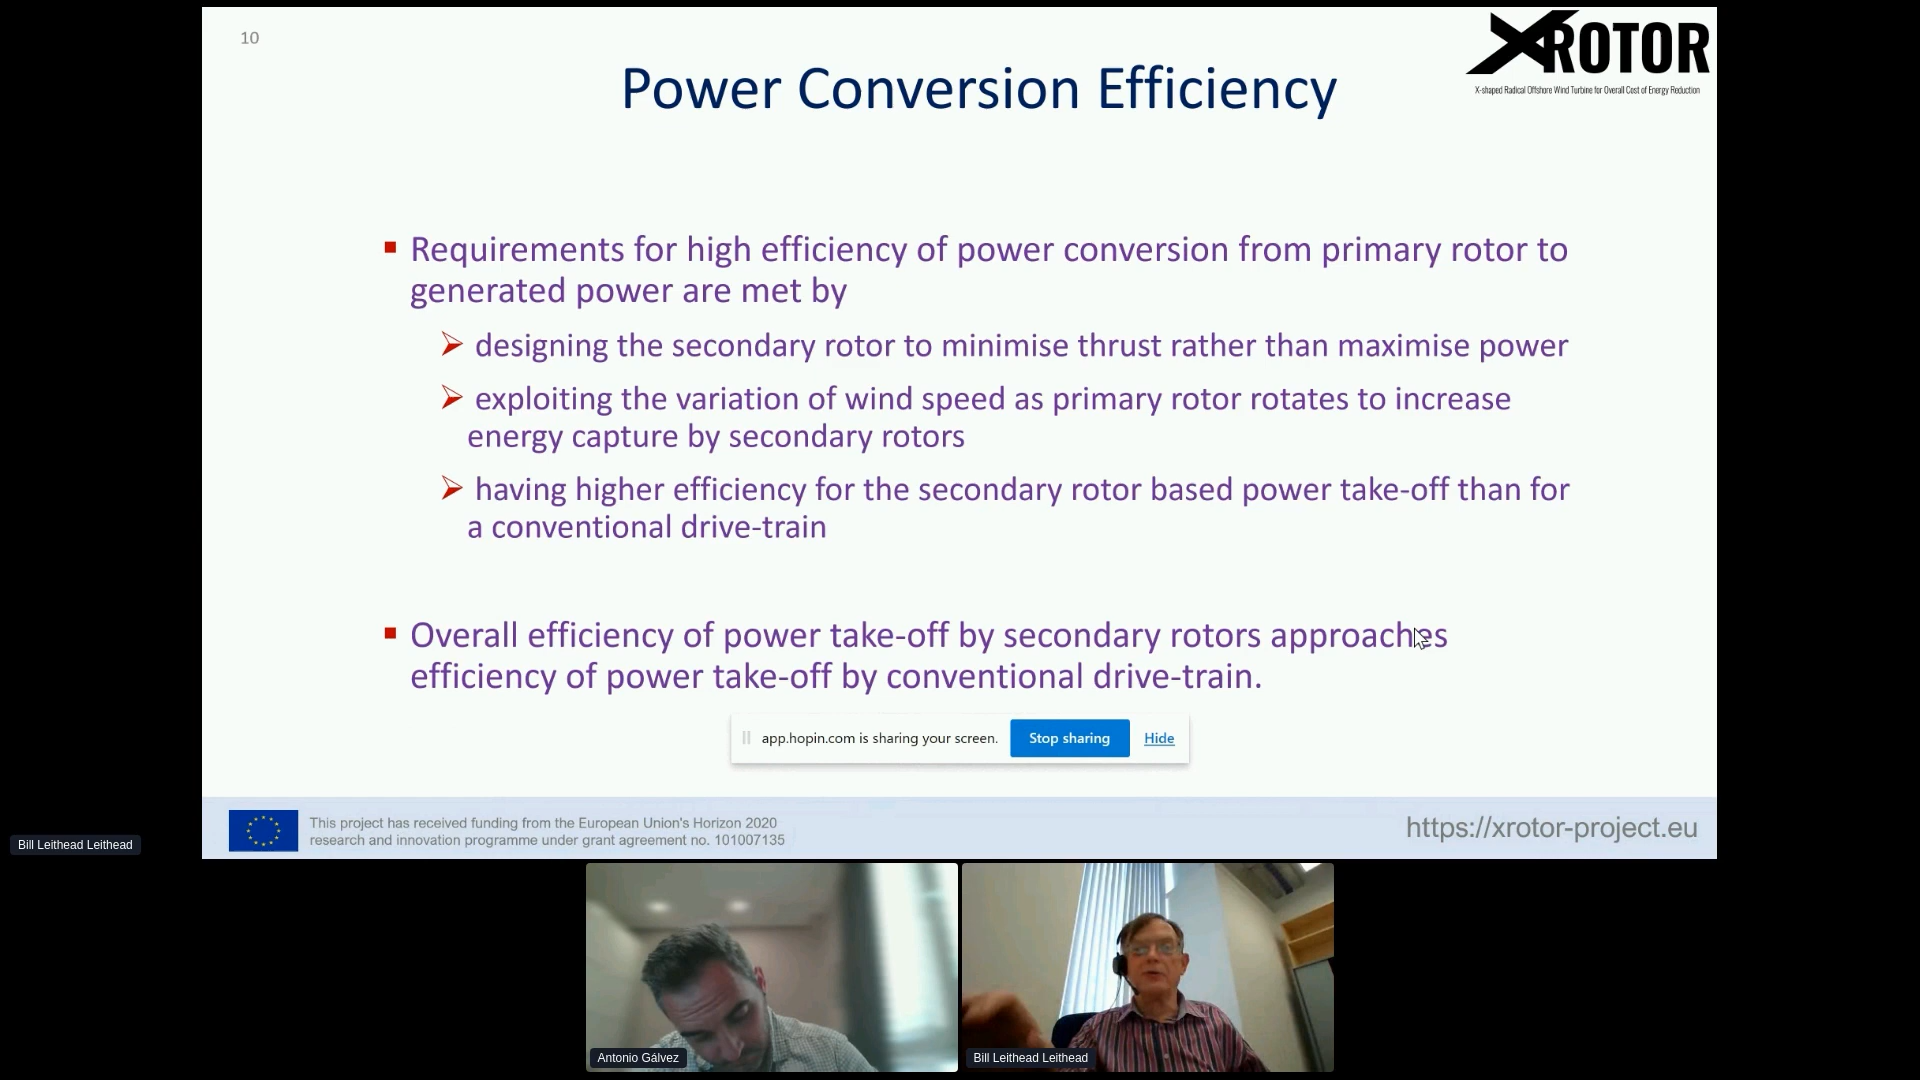 10
XROTOR
X-shaped Radical Offshore Wind Turbine for Overall Cost of Energy Reduction
Power Conversion Efficiency
Requirements for high efficiency of power conversion from primary rotor to
generated power are met by
designing the secondary rotor to minimise thrust rather than maximise power
exploiting the variation of wind speed as primary rotor rotates to increase
energy capture by secondary rotors
having higher efficiency for the secondary rotor based power take-off than for
a conventional drive-train
Overall efficiency of power take-off by secondary rotors approaches
efficiency of power take-off by conventional drive-train.
app.hopin.com is sharing your screen.
Stop sharing
Hide
This project has received funding from the European Union's Horizon 2020
research and innovation programme under grant agreement no. 101007135
https://xrotor-project.eu
Bill Leithead Leithead
Antonio Gálvez
Bill Leithead Leithead